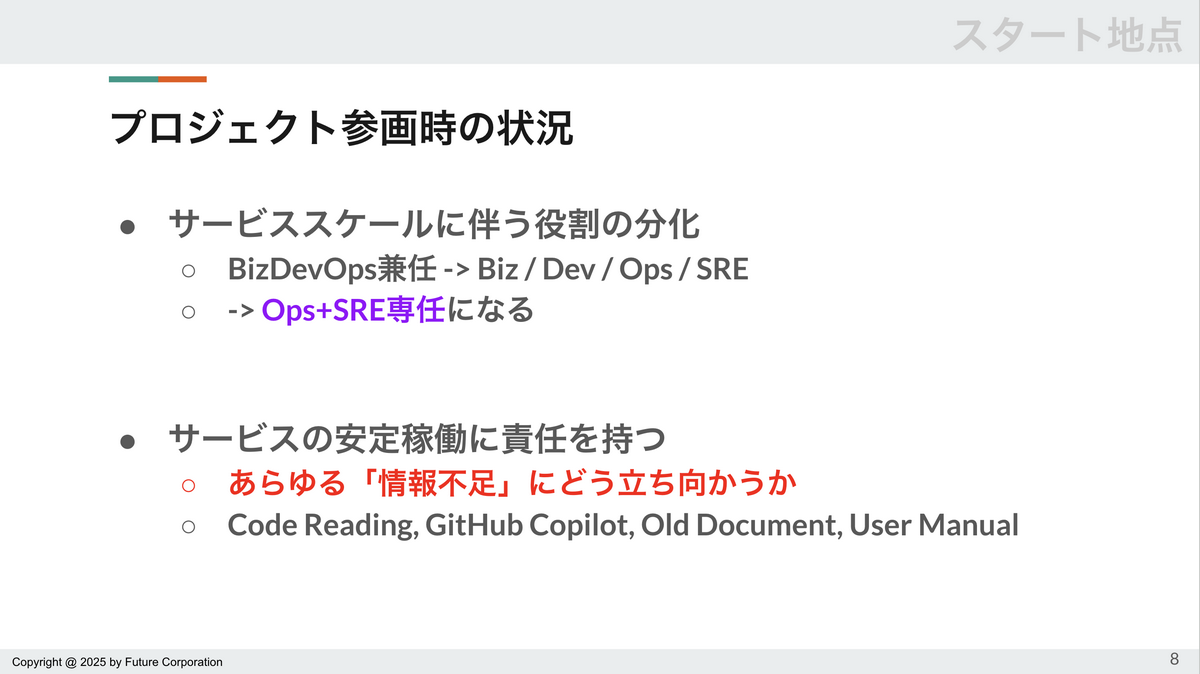 スタート地点
プロジェクト参画時の状況
● サービススケールに伴う役割の分化
○ BizDevOps兼任 -> Biz / Dev / Ops / SRE
○ -> Ops+SRE専任になる
● サービスの安定稼働に責任を持つ
○ あらゆる「情報不足」にどう立ち向かうか
○ Code Reading, GitHub Copilot, Old Document, User Manual
Copyright @ 2025 by Future Corporation
8